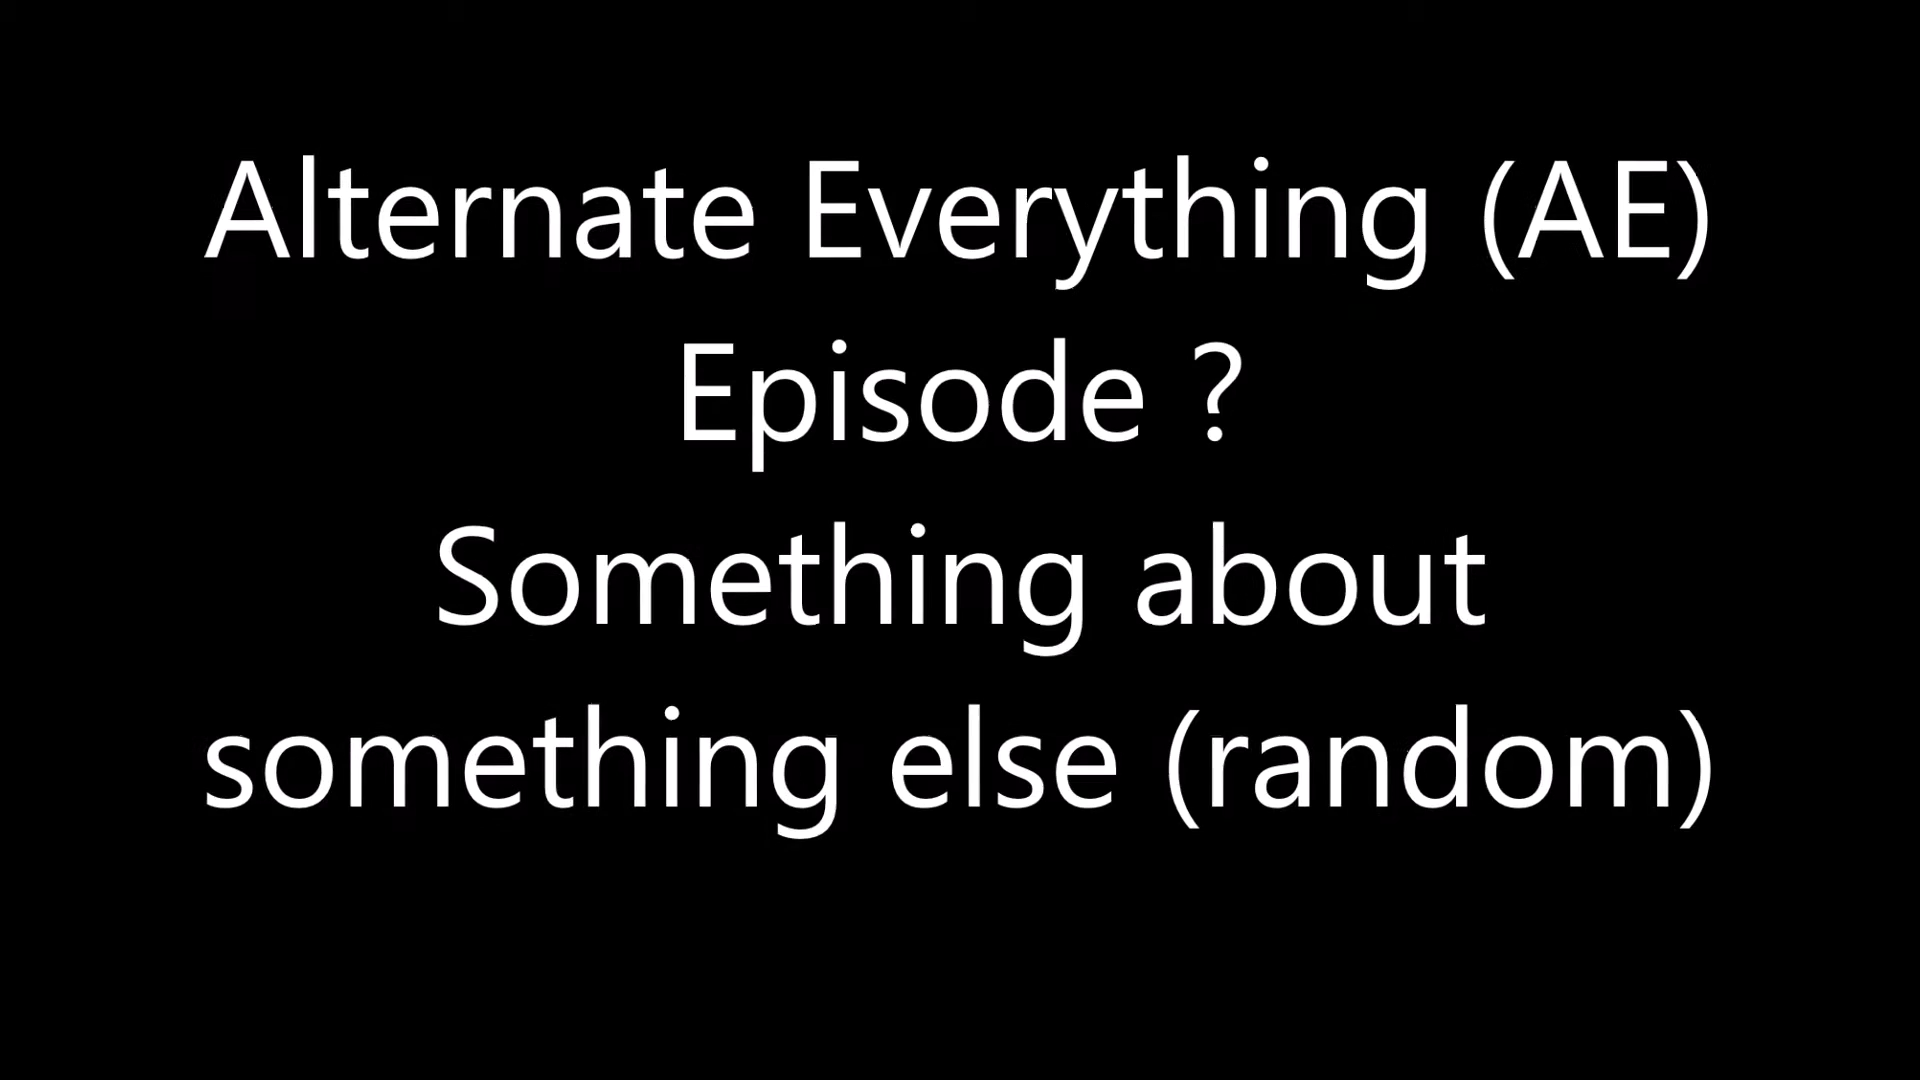 Alternate Everything (AE)
Episode ?
Something about
something else (random)